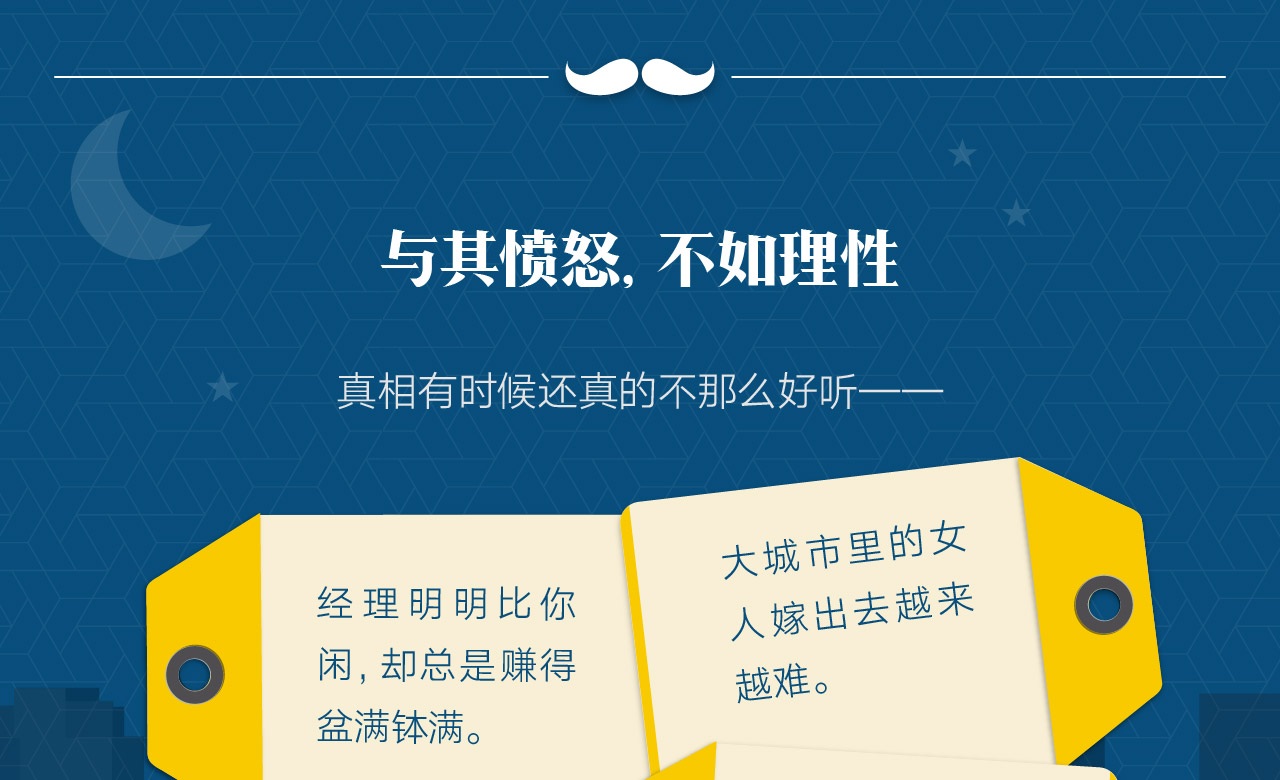 与其愤怒, 不如理性
真相有时候还真的不那么好听——
经理明明比你
闲, 却总是赚得
盆满钵满。
大城市里的女
人嫁出去越来
越难。